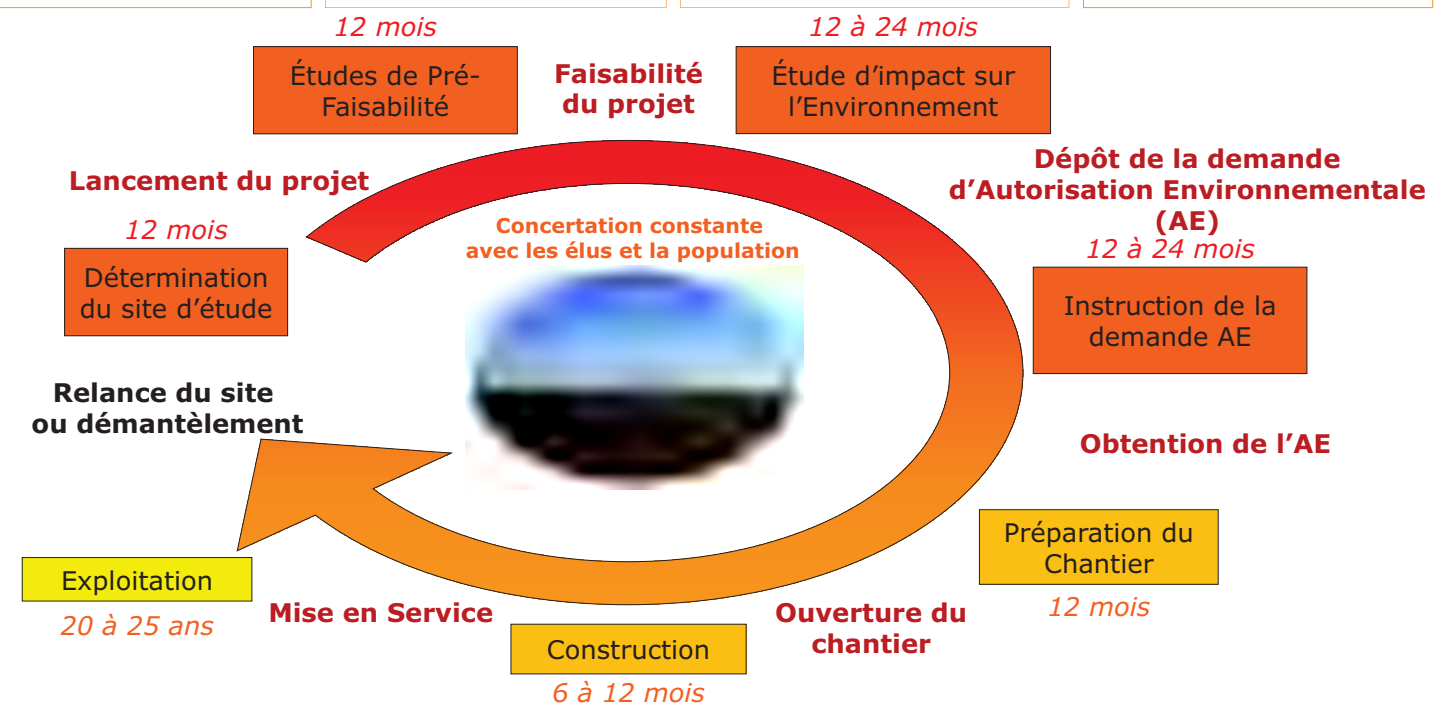 12 mois
Études de Pré-
Faisabilité
Faisabilité
du projet
12 à 24 mois
Étude d'impact sur
l'Environnement
Lancement du projet
12 mois
Détermination
du site d'étude
Concertation constante
avec les élus et la population
Dépôt de la demande
d'Autorisation Environnementale
(AE)
12 à 24 mois
Instruction de la
demande AE
Relance du site
ou démantèlement
Obtention de l'AE
Préparation du
Chantier
12 mois
Exploitation
20 à 25 ans
Mise en Service
Construction
6 à 12 mois
Ouverture du
chantier